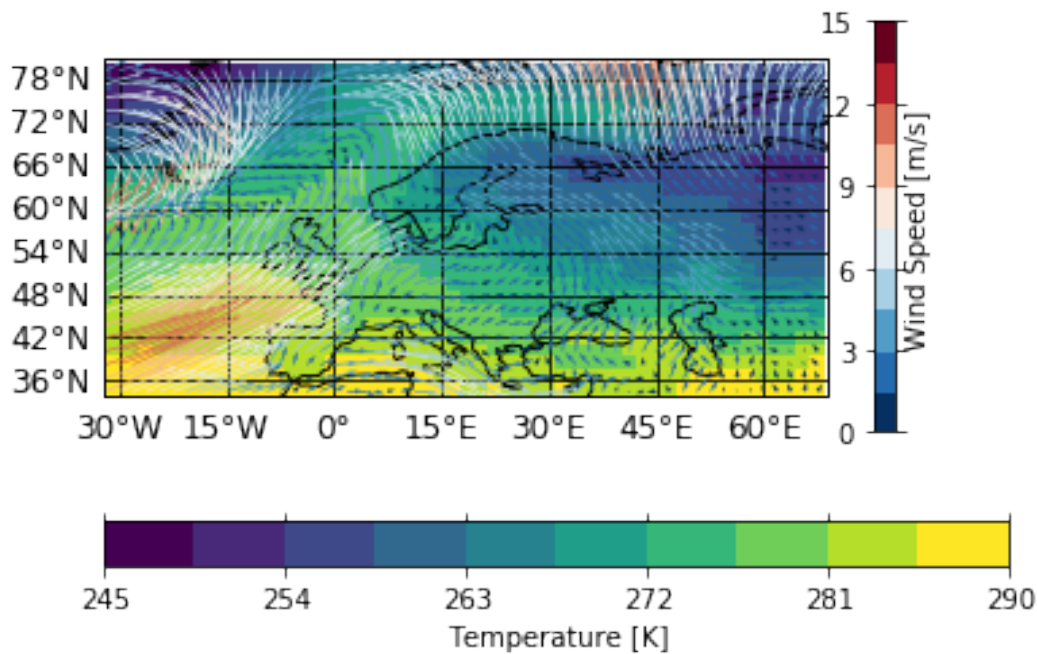 15
78°N
72°N
2
66°N
9
60°N
54°N
6
48°N
42°N
3
36°N
0
30°W 15°W 0° 15°E 30°E 45°E 60°E
Wind Speed [m/s]
245 254 263 272 281 290
Temperature [K]